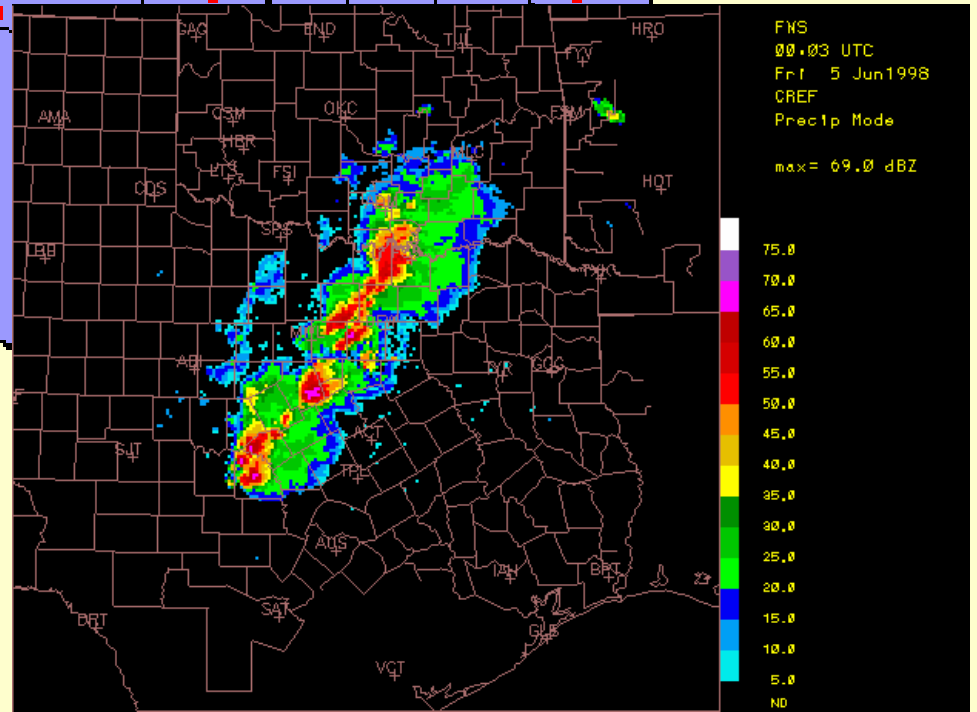 FWS
00:03 UTC
Fri 5 Jun1998
CREF
Precip Mode
max= 69.0 dBZ
75.0
70.0
65.0
60.0
55.0
50.0
45.0
40.0
35.0
30.0
25.0
20.0
15.0
10.0
5.0
ND
GAG END TUL HRO
FYV
AMA CSM OKC FSM
HBR
LTS FSI
CDS HOT
SPS
LBB
TXK
ABI GGG
ACT
SJT
TPL
AUS
IAH BPT
SAT
DRT
GLS
VCT